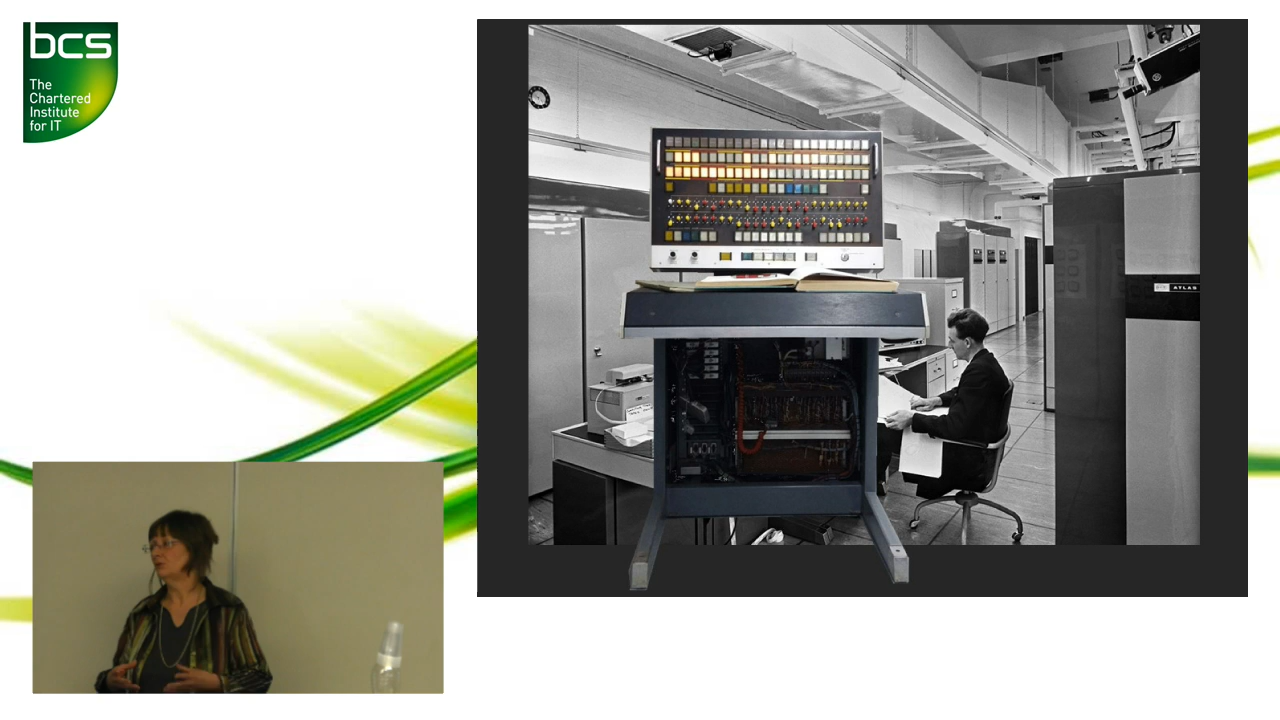 bcs
The
Chartered
Institute
for IT
ATLAS